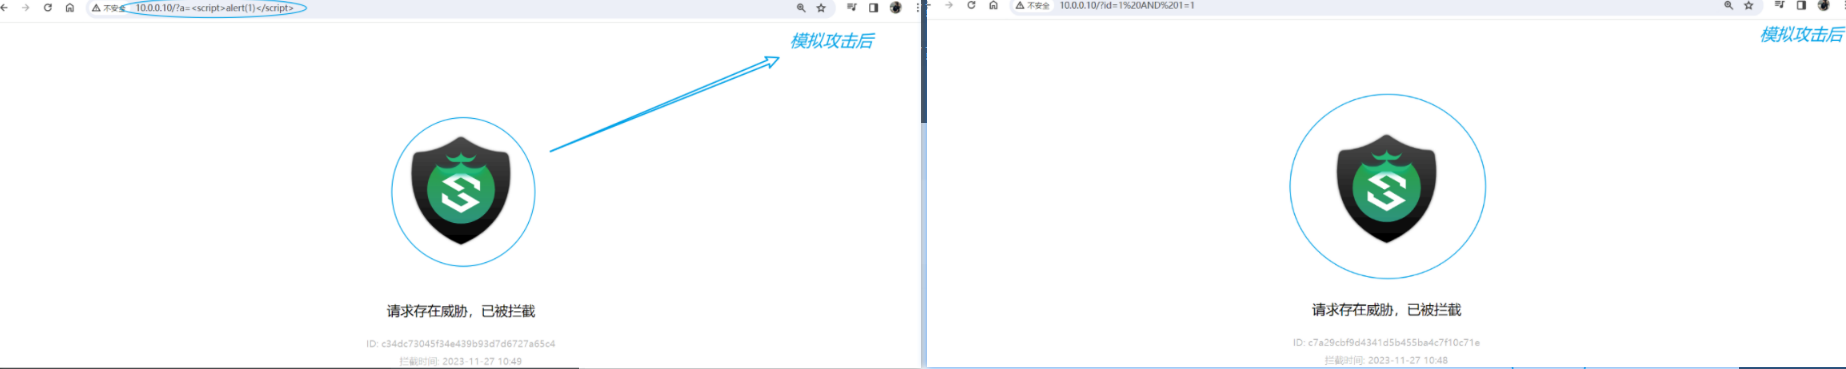 不安全 10.0.0.10/?a=<script>alert(1)</script>
模拟攻击后
请求存在威胁，已被拦截
ID: c34dc73045f34e439b93d7d6727a65c4
拦截时间: 2023-11-27 10:49
不安全 10.0.0.10/?id=1%20AND%201=1
模拟攻击后
请求存在威胁，已被拦截
ID: c7a29cbf9d4341d5b455ba4c7f10c71e
拦截时间: 2023-11-27 10:48